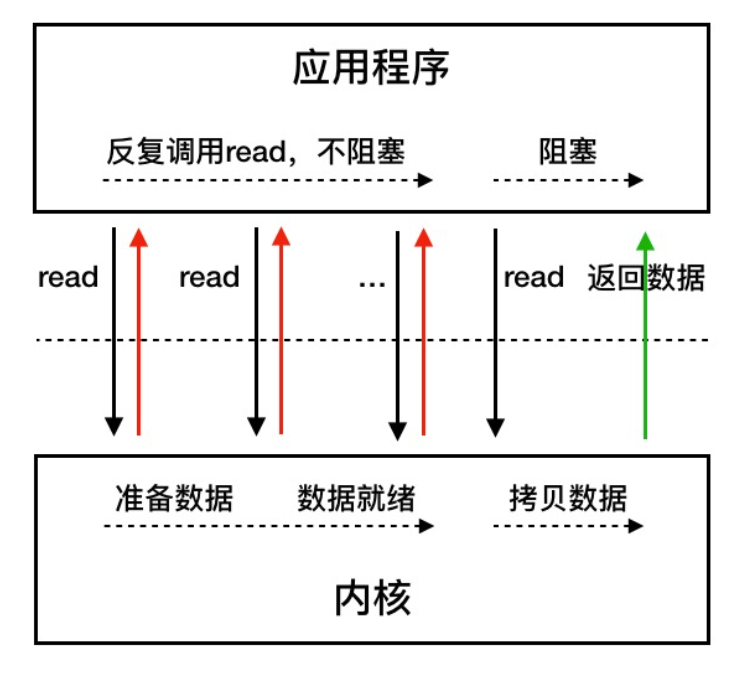 应用程序
反复调用read，不阻塞
阻塞
read
read
...
read
返回数据
准备数据
数据就绪
拷贝数据
内核